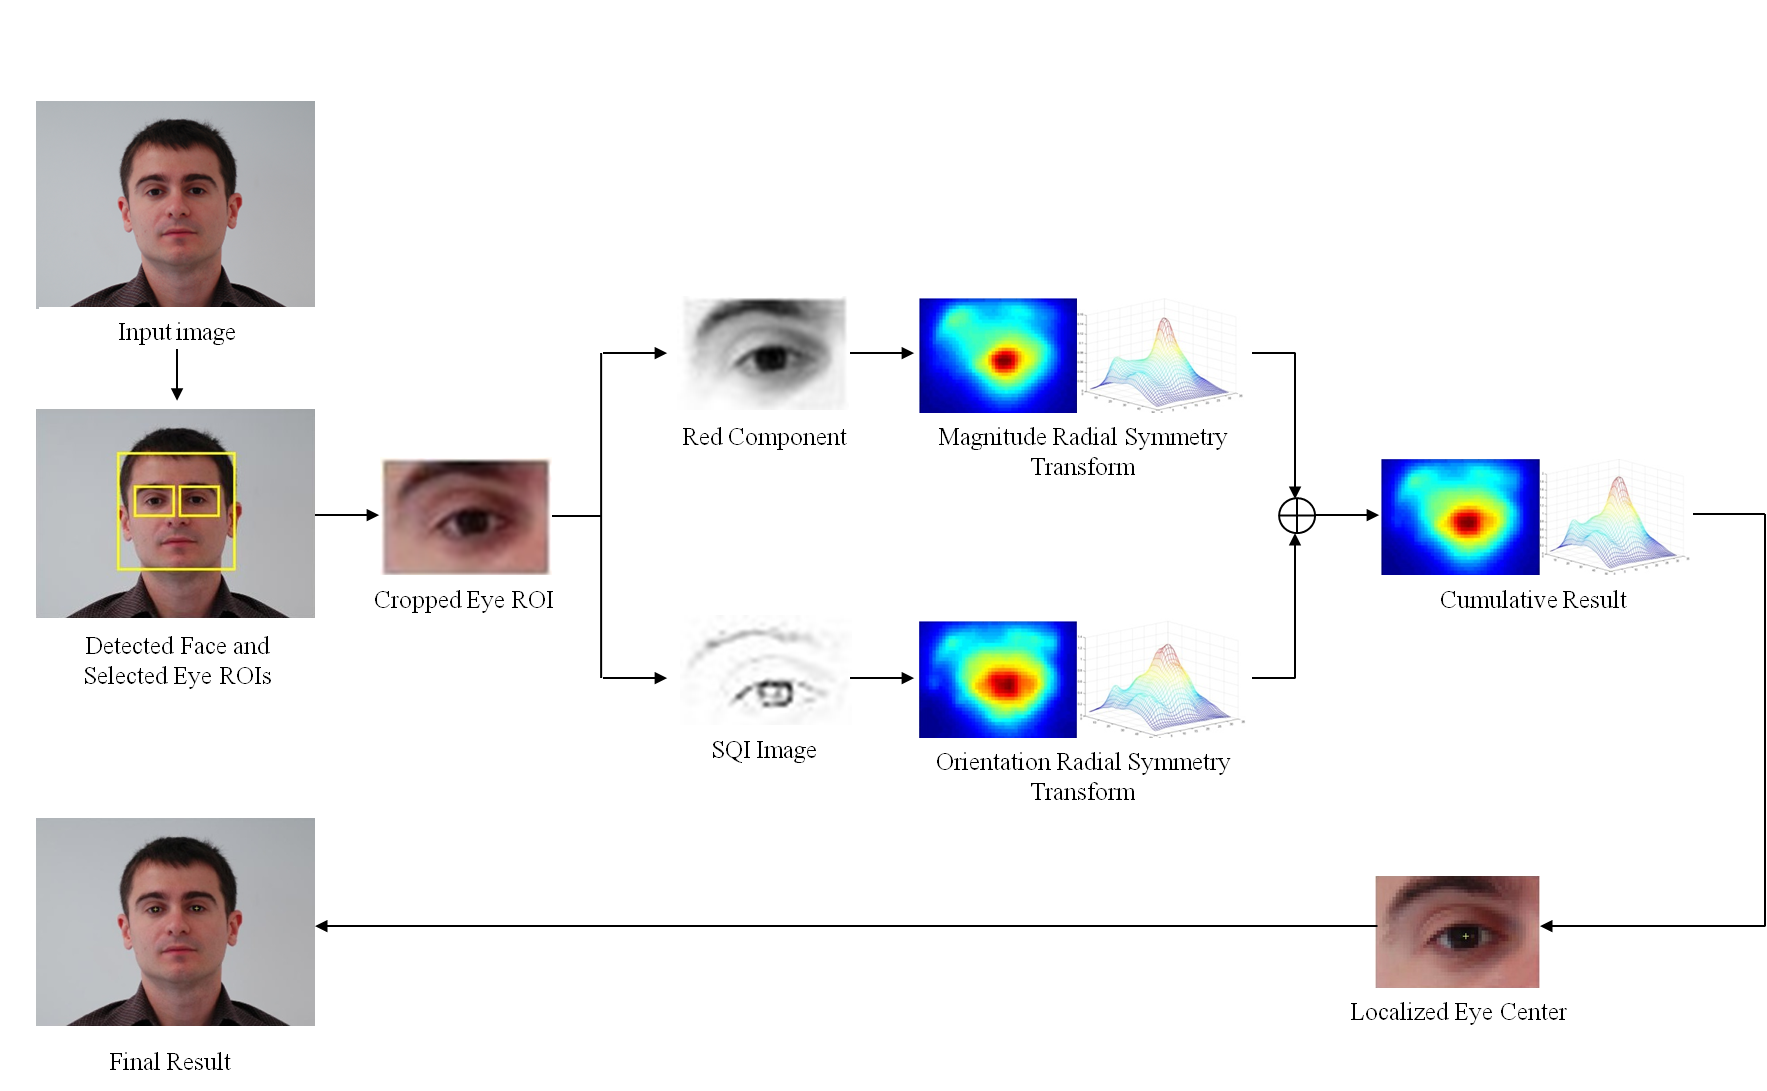 Input image
Detected Face and
Selected Eye ROIs
Cropped Eye ROI
Red Component
Magnitude Radial Symmetry
Transform
SQI Image
Orientation Radial Symmetry
Transform
Cumulative Result
Localized Eye Center
Final Result